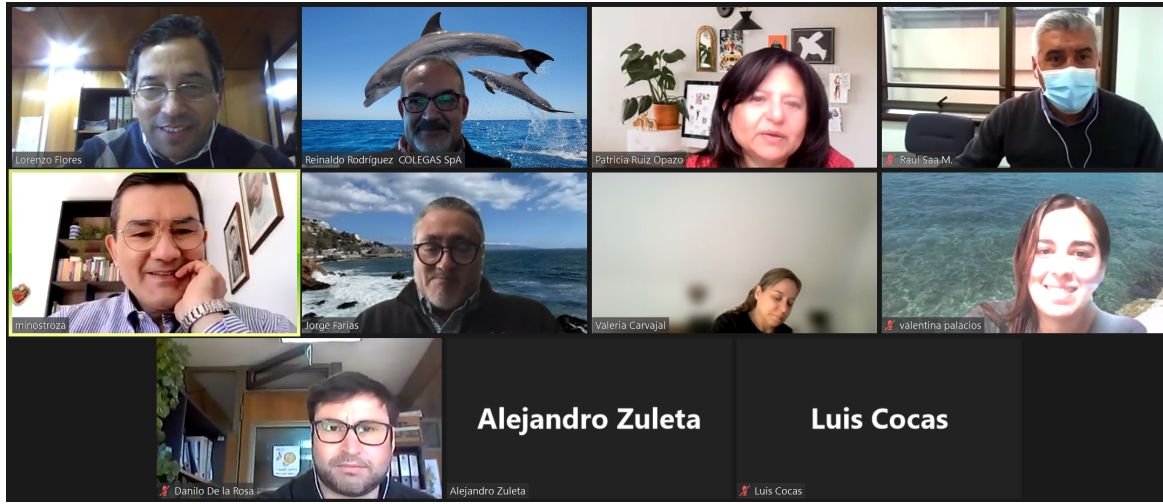 Lorenzo Flores
Reinaldo Rodríguez COLEGAS SpA
Patricia Ruiz Opazo
Raúl Saa M.
minostroza
Jorge Farias
Valeria Carvajal
valentina palacios
Danilo De la Rosa
Alejandro Zuleta
Alejandro Zuleta
Luis Cocas
Luis Cocas